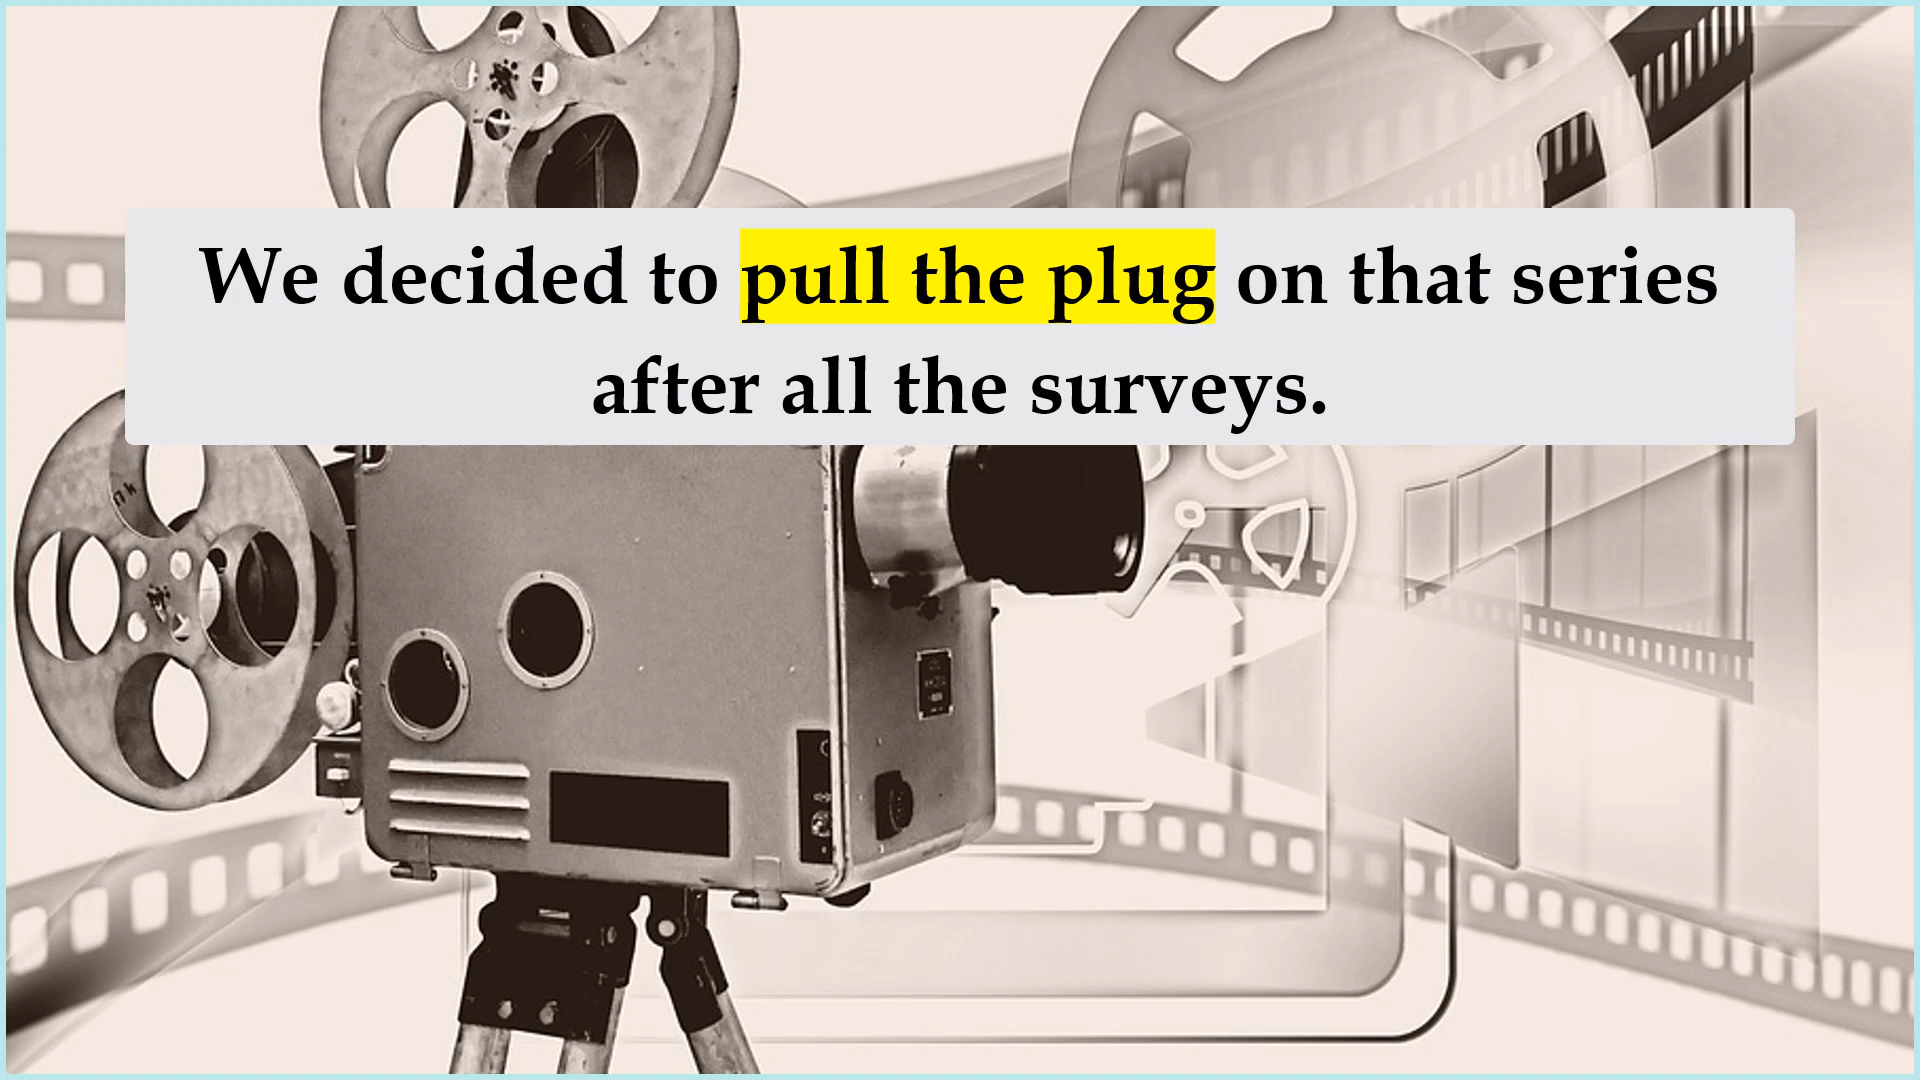 We decided to pull the plug on that series
after all the surveys.